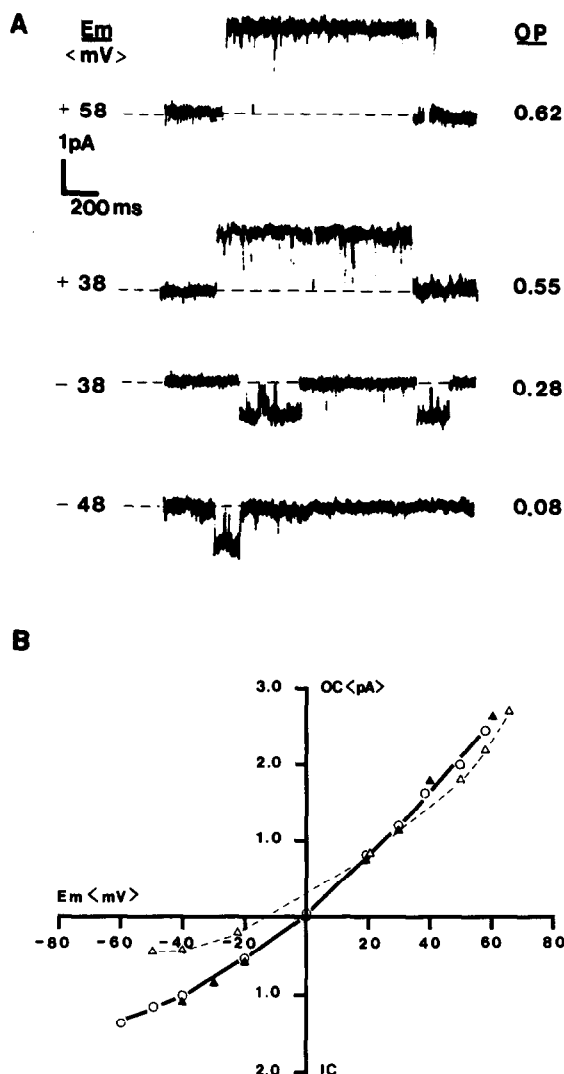 A Em <mV> OP
+ 58 0.62
1pA
200 ms
+ 38 0.55
- 38 0.28
- 48 0.08
B
3.0 OC<pA>
2.0
1.0
Em<mV>
-80 -60 -40 -20 20 40 60 80
1.0
2.0 IC